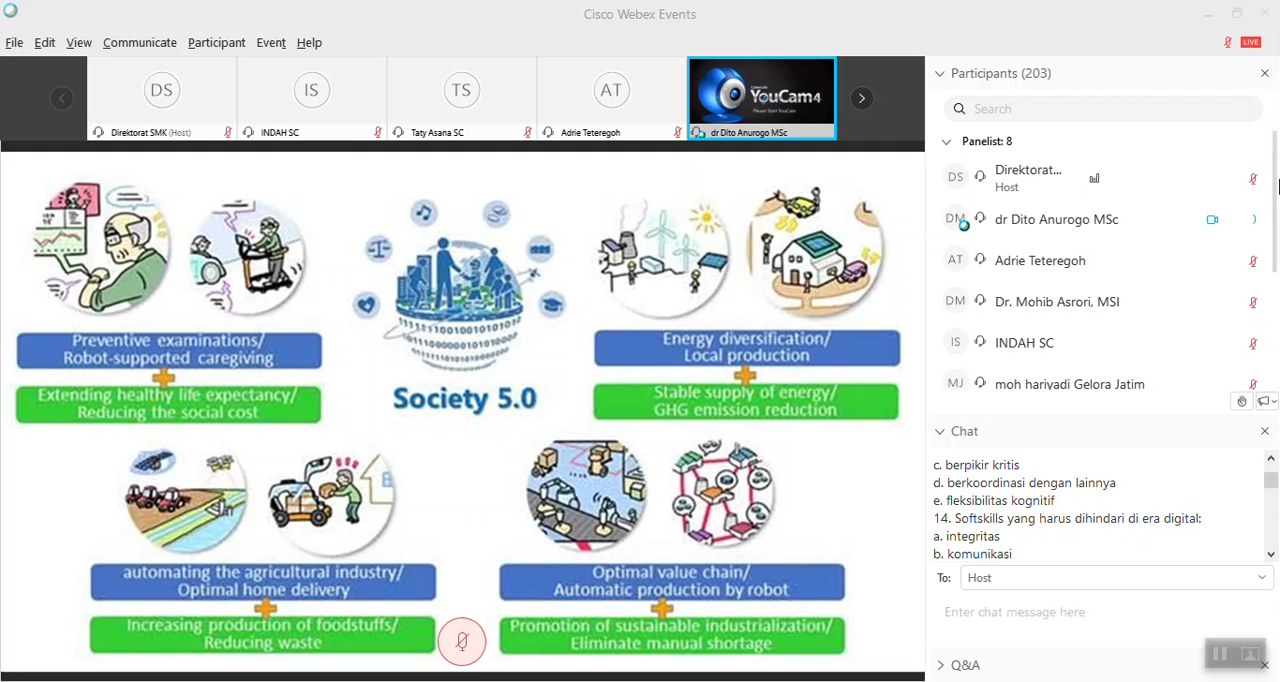 Cisco Webex Events
File Edit View Communicate Participant Event Help
LIVE
DS
Direktorat SMK (Host)
IS
INDAH SC
TS
Taty Asana SC
AT
Adrie Teteregoh
YouCam 4
Please Start YouCam
dr Dito Anurogo MSc
Preventive examinations/
Robot-supported caregiving
Extending healthy life expectancy/
Reducing the social cost
Society 5.0
Energy diversification/
Local production
Stable supply of energy/
GHG emission reduction
automating the agricultural industry/
Optimal home delivery
Increasing production of foodstuffs/
Reducing waste
Optimal value chain/
Automatic production by robot
Promotion of sustainable industrialization/
Eliminate manual shortage
Participants (203)
Search
Panelist: 8
DS Direktorat...
Host
DM dr Dito Anurogo MSc
AT Adrie Teteregoh
DM Dr. Mohib Asrori, MSI
IS INDAH SC
MJ moh hariyadi Gelora Jatim
Chat
c. berpikir kritis
d. berkoordinasi dengan lainnya
e. fleksibilitas kognitif
14. Softskills yang harus dihindari di era digital:
a. integritas
b. komunikasi
To: Host
Enter chat message here
Q&A